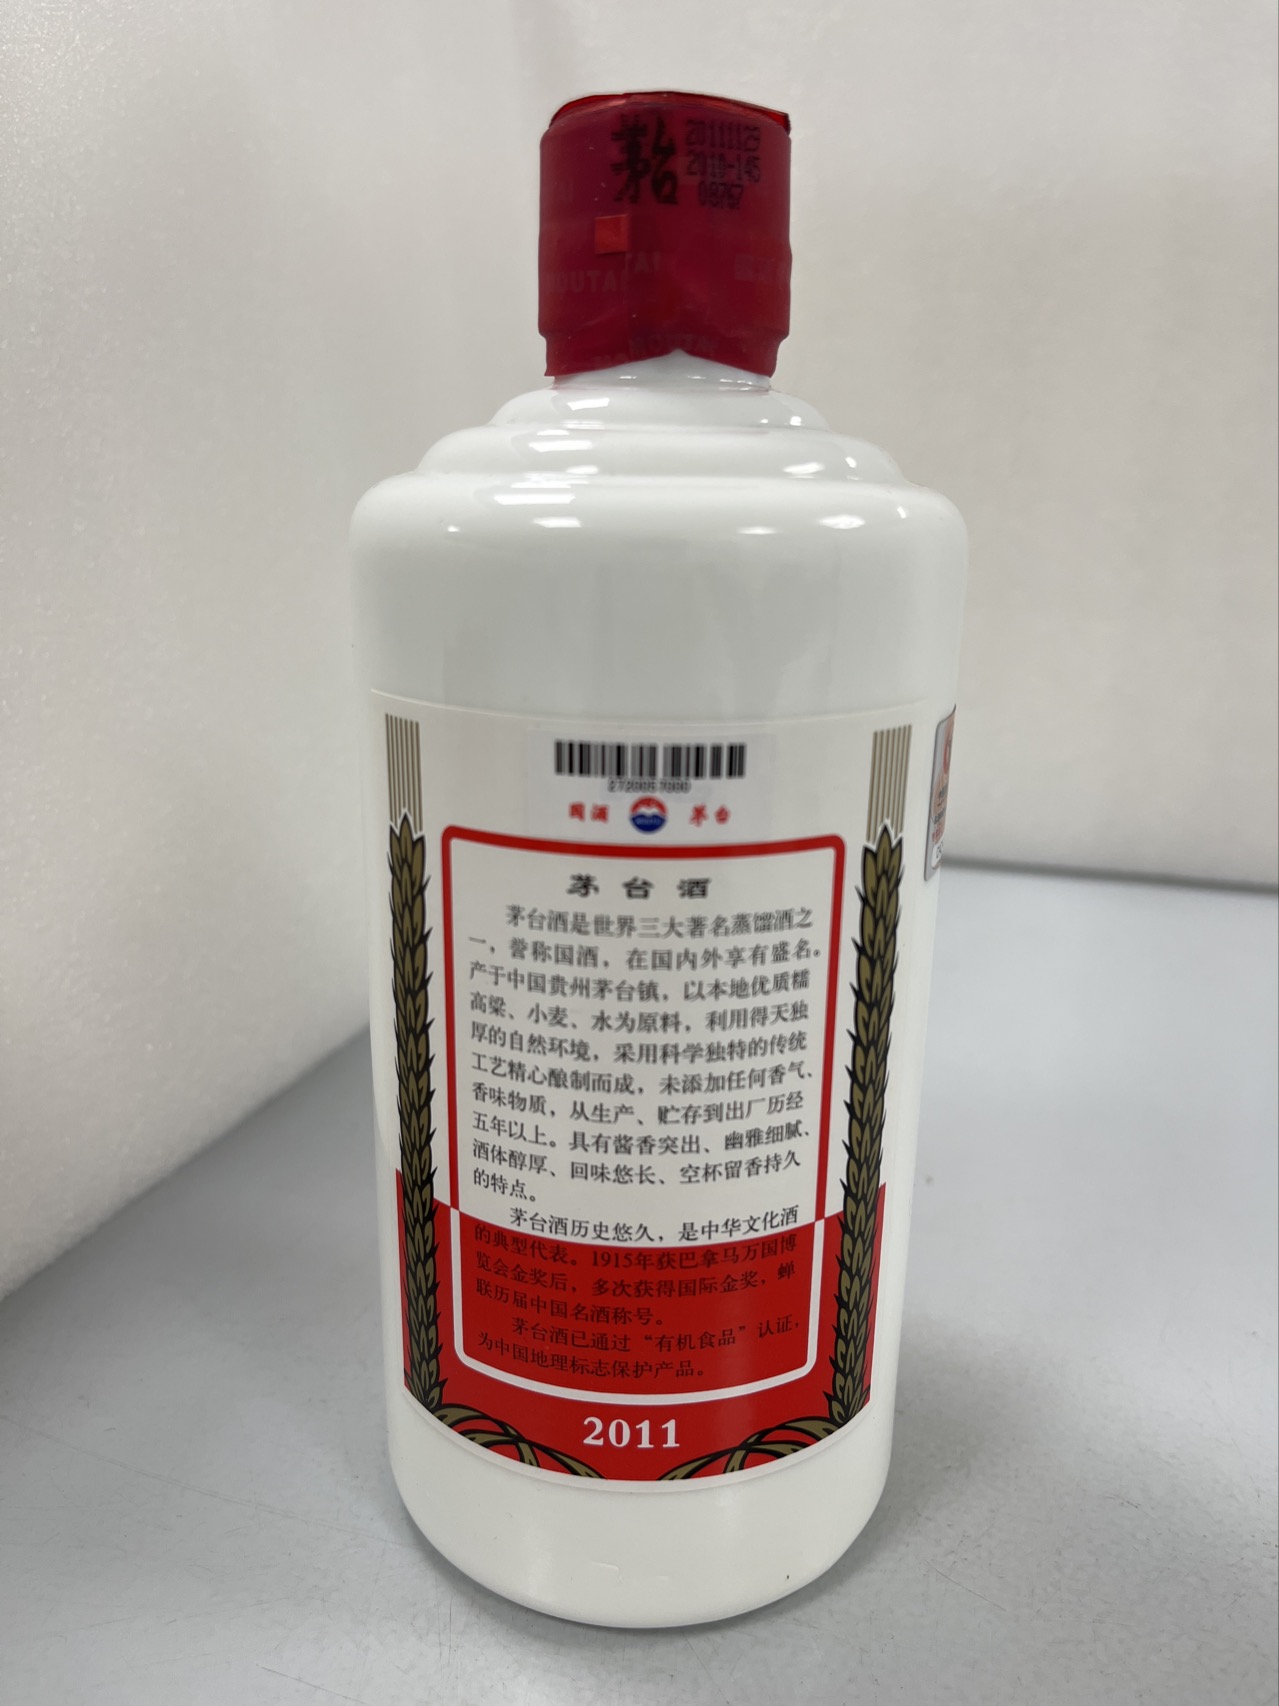 茅台
20111129
2010-145
08757
国酒 茅台
茅台酒
茅台酒是世界三大著名蒸馏酒之
一，誉称国酒，在国内外享有盛名。
产于中国贵州茅台镇，以本地优质糯
高粱、小麦、水为原料，利用得天独
厚的自然环境，采用科学独特的传统
工艺精心酿制而成，未添加任何香气、
香味物质，从生产、贮存到出厂历经
五年以上。具有酱香突出、幽雅细腻、
酒体醇厚、回味悠长、空杯留香持久
的特点。
茅台酒历史悠久，是中华文化酒
的典型代表。1915年获巴拿马万国博
览会金奖后，多次获得国际金奖，蝉
联历届中国名酒称号。
茅台酒已通过“有机食品”认证，
为中国地理标志保护产品。
2011